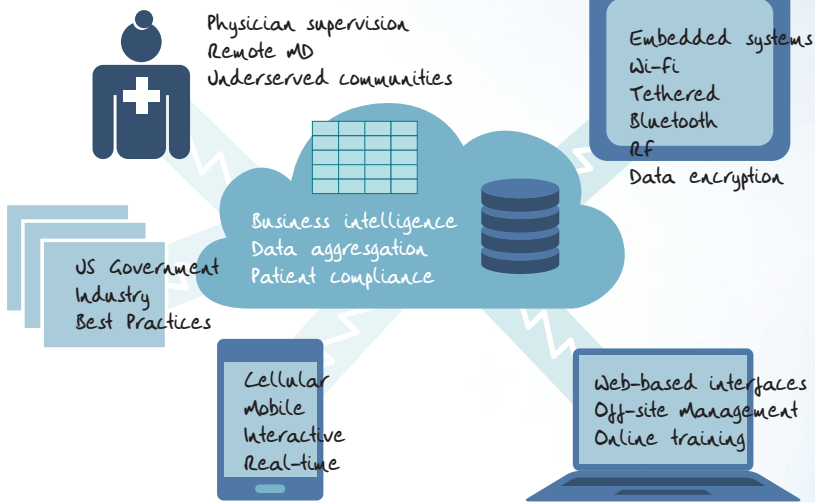 Physician supervision
Remote MD
Underserved communities
Embedded systems
Wi-Fi
Tethered
Bluetooth
RF
Data encryption
Business intelligence
Data aggresgation
Patient compliance
US Government
Industry
Best Practices
Cellular
Mobile
Interactive
Real-time
Web-based interfaces
Off-site Management
Online training